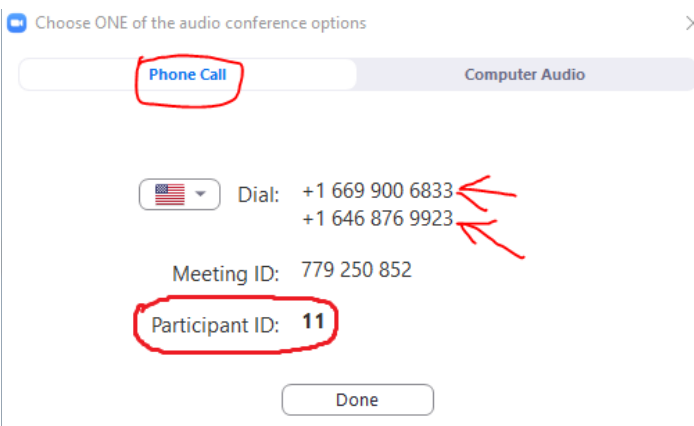 Choose ONE of the audio conference options
Phone Call Computer Audio
Dial: +1 669 900 6833
+1 646 876 9923
Meeting ID: 779 250 852
Participant ID: 11
Done